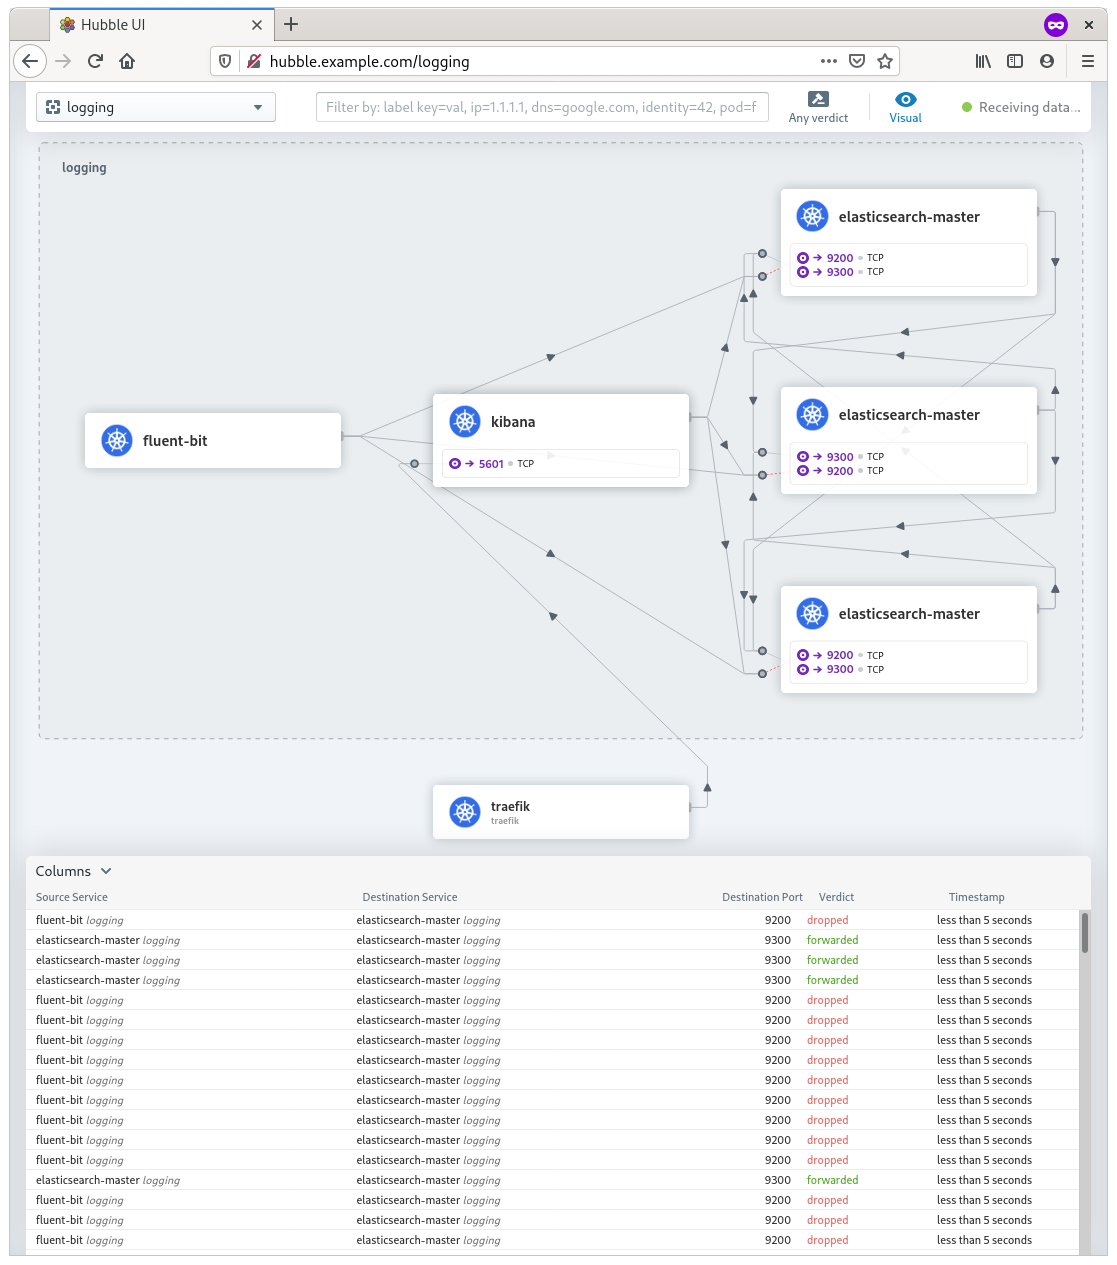 Hubble UI
hubble.example.com/logging
logging
Filter by: label key=val, ip=1.1.1.1, dns=google.com, identity=42, pod=f
Any verdict
Visual
Receiving data...
logging
elasticsearch-master
9200 TCP
9300 TCP
kibana
5601 TCP
fluent-bit
elasticsearch-master
9300 TCP
9200 TCP
elasticsearch-master
9200 TCP
9300 TCP
traefik
traefik
Columns
Source Service Destination Service Destination Port Verdict Timestamp
fluent-bit logging elasticsearch-master logging 9200 dropped less than 5 seconds
elasticsearch-master logging elasticsearch-master logging 9300 forwarded less than 5 seconds
elasticsearch-master logging elasticsearch-master logging 9300 forwarded less than 5 seconds
elasticsearch-master logging elasticsearch-master logging 9300 forwarded less than 5 seconds
fluent-bit logging elasticsearch-master logging 9200 dropped less than 5 seconds
fluent-bit logging elasticsearch-master logging 9200 dropped less than 5 seconds
fluent-bit logging elasticsearch-master logging 9200 dropped less than 5 seconds
fluent-bit logging elasticsearch-master logging 9200 dropped less than 5 seconds
fluent-bit logging elasticsearch-master logging 9200 dropped less than 5 seconds
fluent-bit logging elasticsearch-master logging 9200 dropped less than 5 seconds
fluent-bit logging elasticsearch-master logging 9200 dropped less than 5 seconds
fluent-bit logging elasticsearch-master logging 9200 dropped less than 5 seconds
fluent-bit logging elasticsearch-master logging 9200 dropped less than 5 seconds
elasticsearch-master logging elasticsearch-master logging 9300 forwarded less than 5 seconds
fluent-bit logging elasticsearch-master logging 9200 dropped less than 5 seconds
fluent-bit logging elasticsearch-master logging 9200 dropped less than 5 seconds
fluent-bit logging elasticsearch-master logging 9200 dropped less than 5 seconds